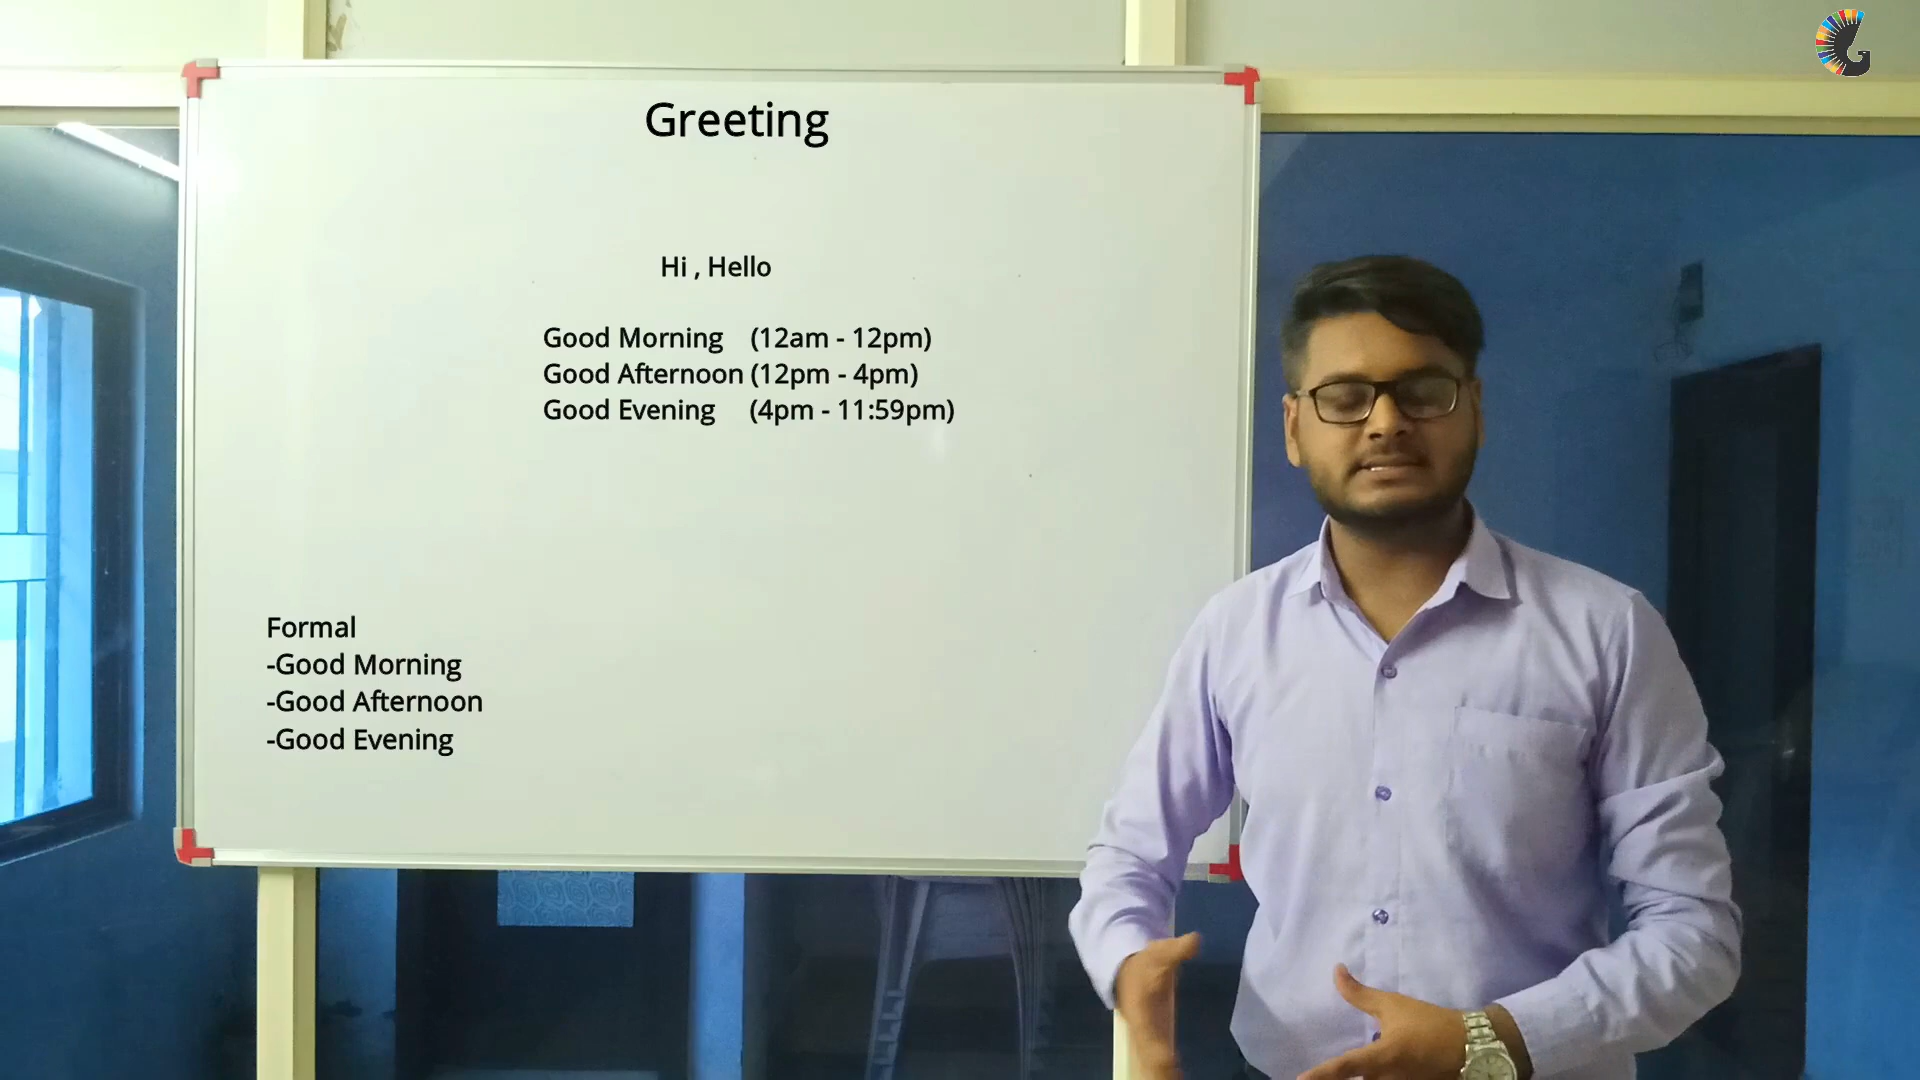 Greeting
Hi , Hello
Good Morning (12am - 12pm)
Good Afternoon (12pm - 4pm)
Good Evening (4pm - 11:59pm)
Formal
-Good Morning
-Good Afternoon
-Good Evening